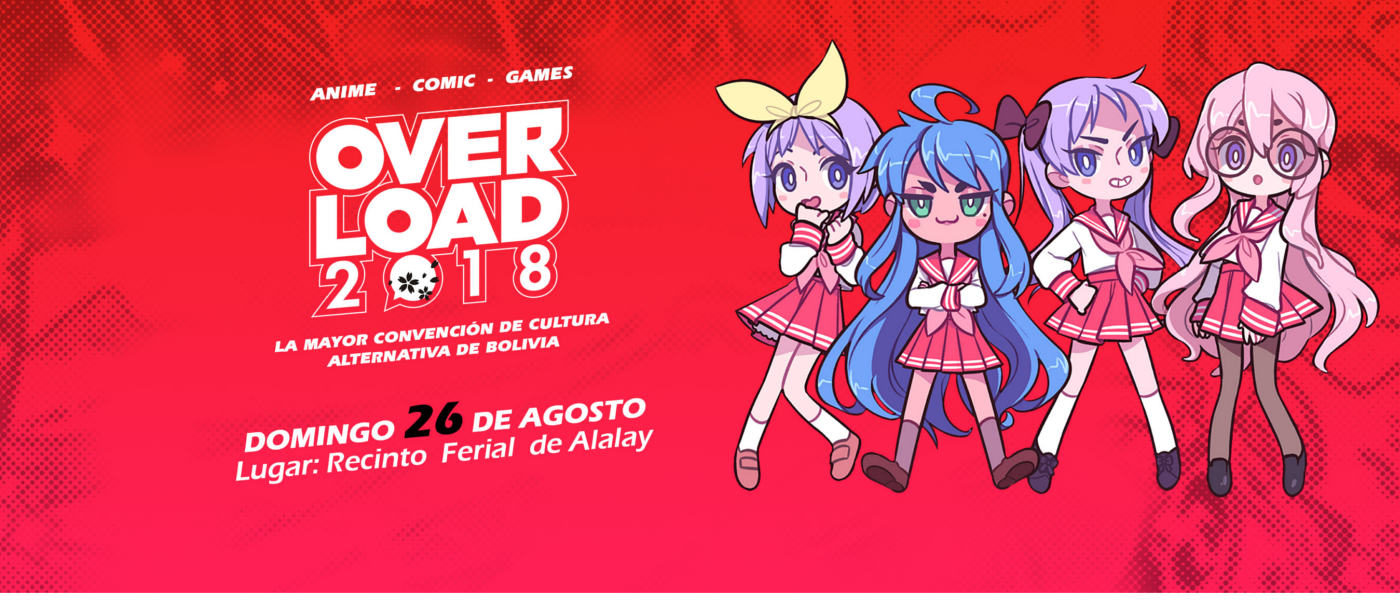 ANIME - COMIC - GAMES
OVER
LOAD
2018
LA MAYOR CONVENCIÓN DE CULTURA
ALTERNATIVA DE BOLIVIA
DOMINGO 26 DE AGOSTO
Lugar: Recinto Ferial de Alalay